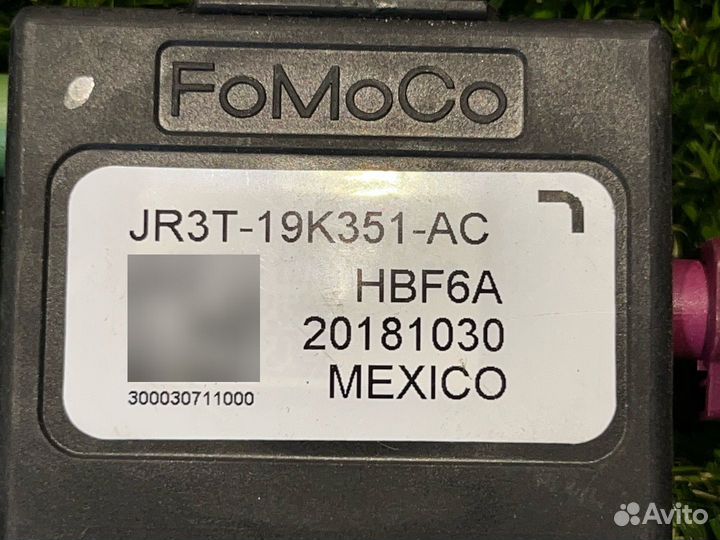 FoMoCo
JR3T-19K351-AC
HBF6A
20181030
MEXICO
300030711000
Avito